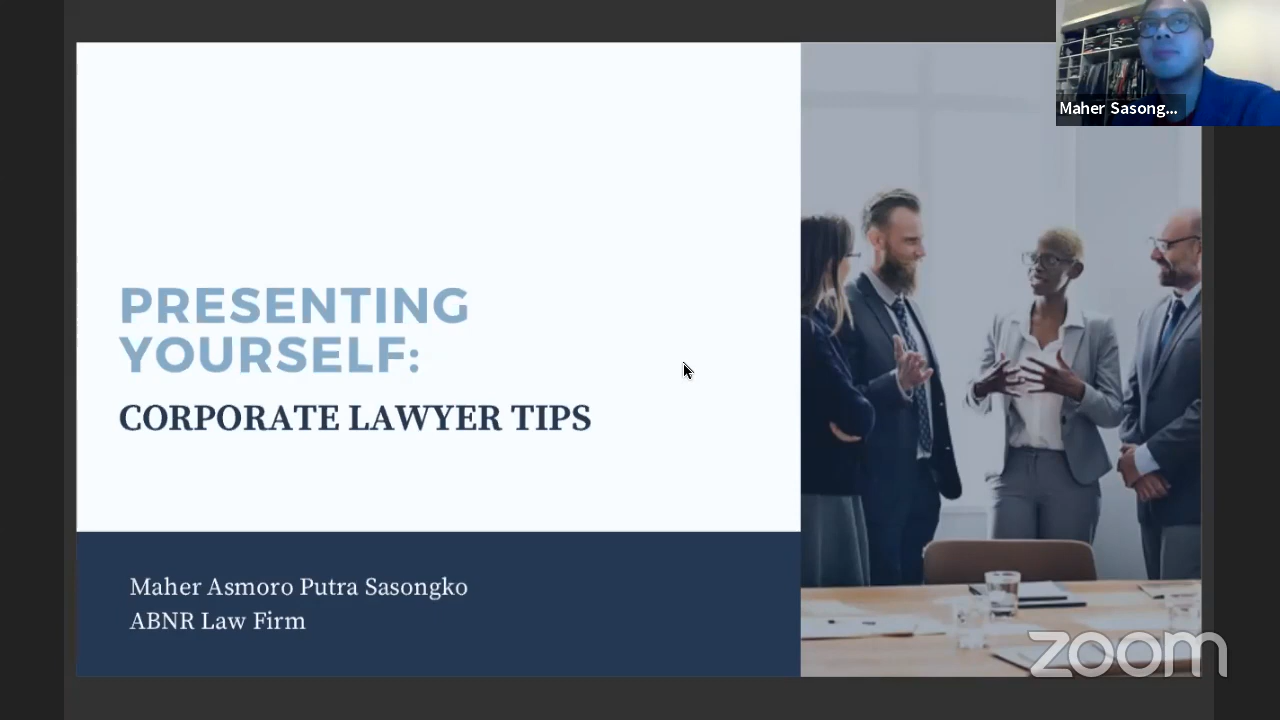 Maher Sasong...
PRESENTING
YOURSELF:
CORPORATE LAWYER TIPS
Maher Asmoro Putra Sasongko
ABNR Law Firm
zoom